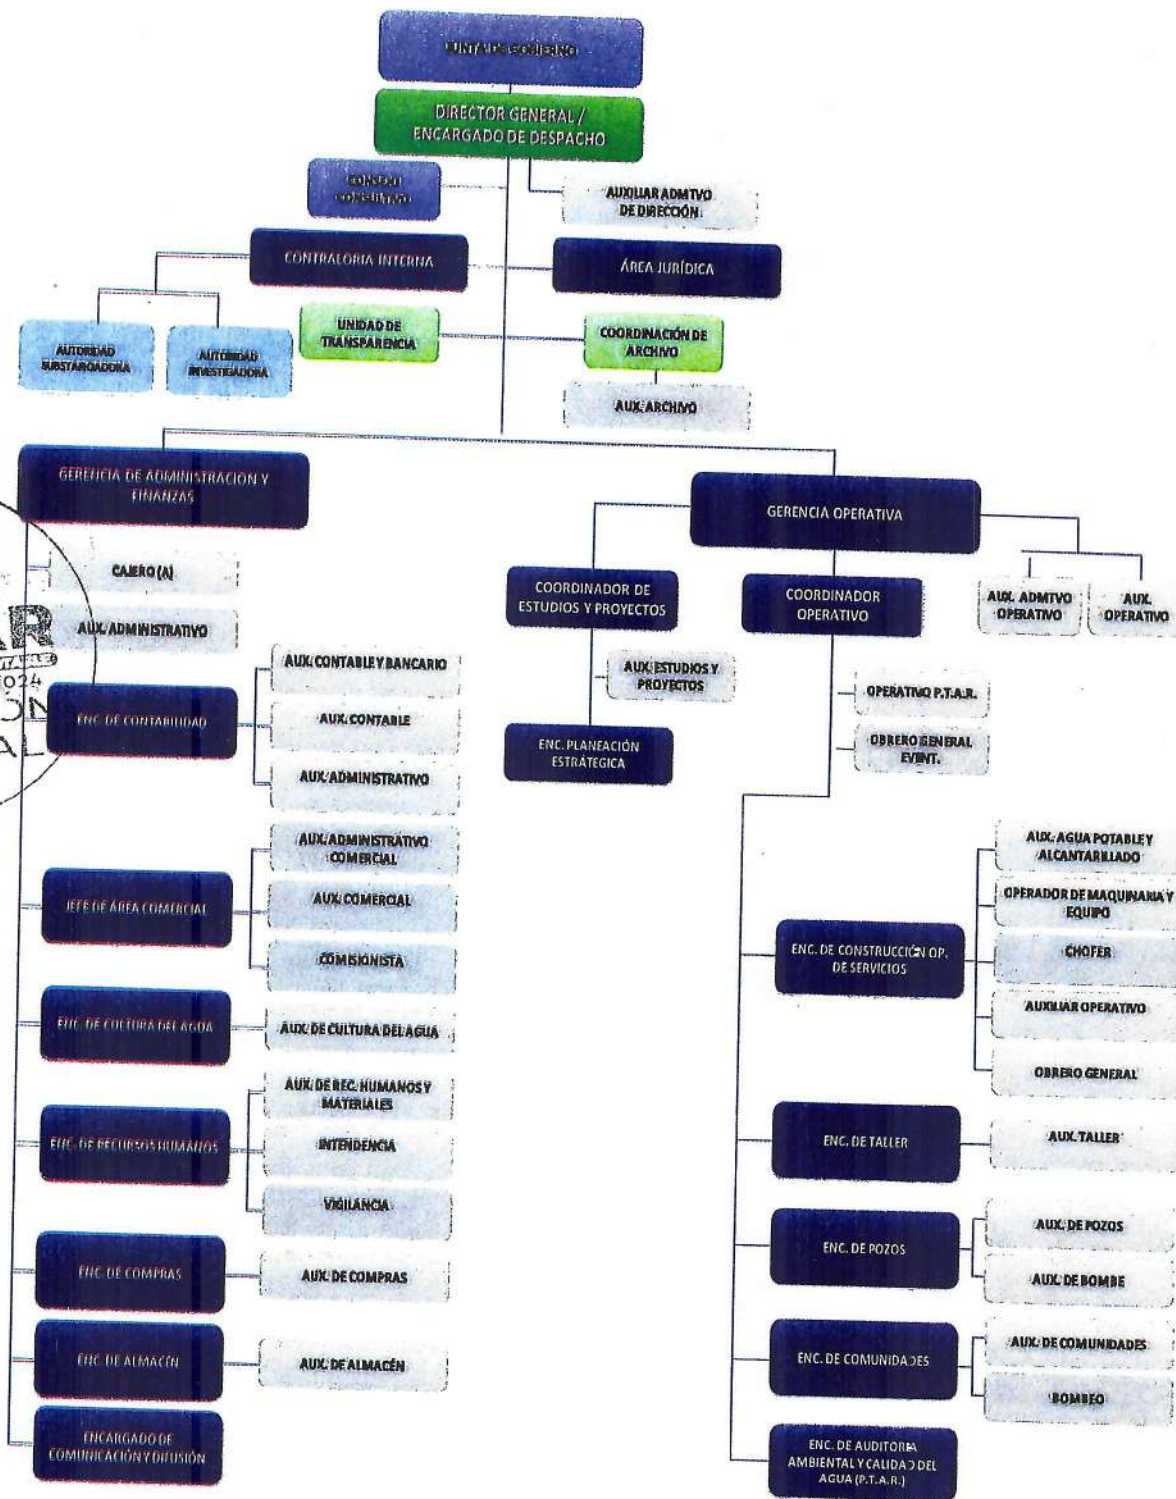 JUNTA DE GOBIERNO
DIRECTOR GENERAL /
ENCARGADO DE DESPACHO
CONSEJO
CONSULTIVO
AUXILIAR ADMTVO
DE DIRECCIÓN
CONTRALORIA INTERNA
ÁREA JURÍDICA
UNIDAD DE
TRANSPARENCIA
COORDINACIÓN DE
ARCHIVO
AUTORIDAD
AUTORIDAD
INVESTIGADORA
AUX. ARCHIVO
GERENCIA DE ADMINISTRACION Y
FINANZAS
GERENCIA OPERATIVA
CAJERO (A)
AUX. ADMINISTRATIVO
COORDINADOR DE
ESTUDIOS Y PROYECTOS
COORDINADOR
OPERATIVO
AUX. ADMTVO
OPERATIVO
AUX.
OPERATIVO
AUX. ESTUDIOS Y
PROYECTOS
ENC. PLANEACIÓN
ESTRÁTEGICA
OPERATIVO P.T.A.R.
OBRERO GENERAL
EVENT.
AR
2024
ÓN
AL
ENC. DE CONTABILIDAD
AUX. CONTABLE Y BANCARIO
AUX. CONTABLE
AUX. ADMINISTRATIVO
JEFE DE ÁREA COMERCIAL
AUX. ADMINISTRATIVO
COMERCIAL
AUX. COMERCIAL
COMISIONISTA
ENC. DE CULTURA DEL AGUA
AUX. DE CULTURA DEL AGUA
ENC. DE RECURSOS HUMANOS
AUX. DE REC. HUMANOS Y
MATERIALES
INTENDENCIA
VIGILANCIA
ENC. DE COMPRAS
AUX. DE COMPRAS
ENC. DE ALMACÉN
AUX. DE ALMACÉN
ENCARGADO DE
COMUNICACIÓN Y DIFUSIÓN
ENC. DE CONSTRUCCIÓN OP.
DE SERVICIOS
AUX. AGUA POTABLE Y
ALCANTARILLADO
OPERADOR DE MAQUINARIA Y
EQUIPO
CHOFER
AUXILIAR OPERATIVO
OBRERO GENERAL
ENC. DE TALLER
AUX. TALLER
ENC. DE POZOS
AUX. DE POZOS
AUX. DE BOMBE
ENC. DE COMUNIDADES
AUX. DE COMUNIDADES
BOMBEO
ENC. DE AUDITORIA
AMBIENTAL Y CALIDAD DEL
AGUA (P.T.A.R.)